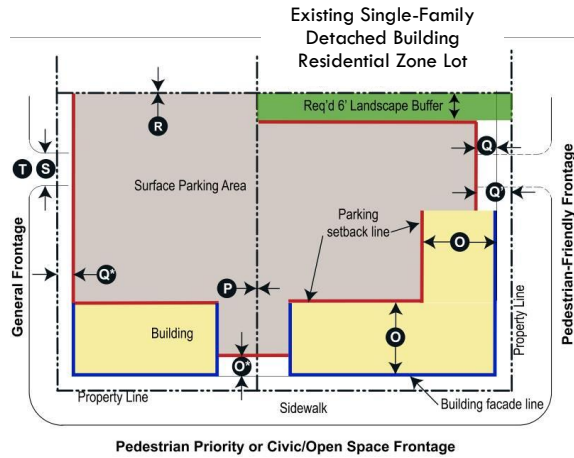 Existing Single-Family
Detached Building
Residential Zone Lot
Req'd 6' Landscape Buffer
R
Q
T S
Surface Parking Area
Q*
Parking
setback line
O
General Frontage
Pedestrian-Friendly Frontage
Q*
P
Property Line
Building
O
O*
Property Line
Building facade line
Sidewalk
Pedestrian Priority or Civic/Open Space Frontage